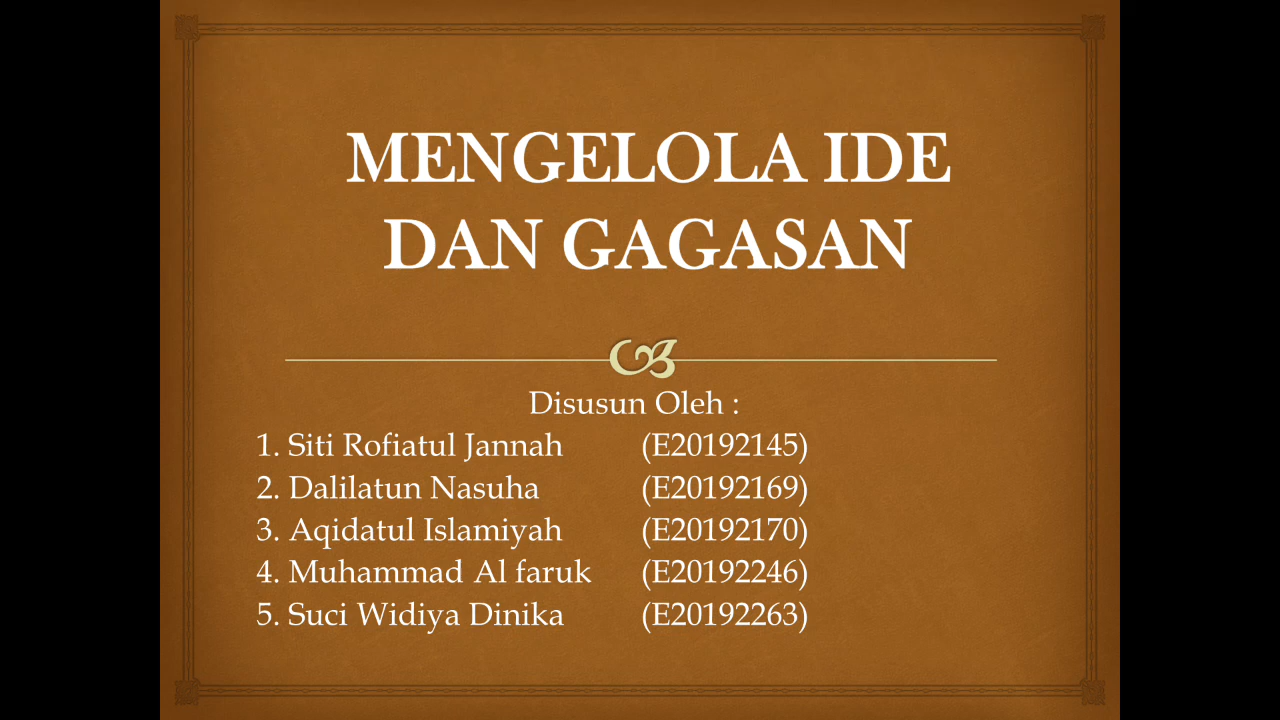 MENGELOLA IDE
DAN GAGASAN
Disusun Oleh :
1. Siti Rofiatul Jannah (E20192145)
2. Dalilatun Nasuha (E20192169)
3. Aqidatul Islamiyah (E20192170)
4. Muhammad Al faruk (E20192246)
5. Suci Widiya Dinika (E20192263)